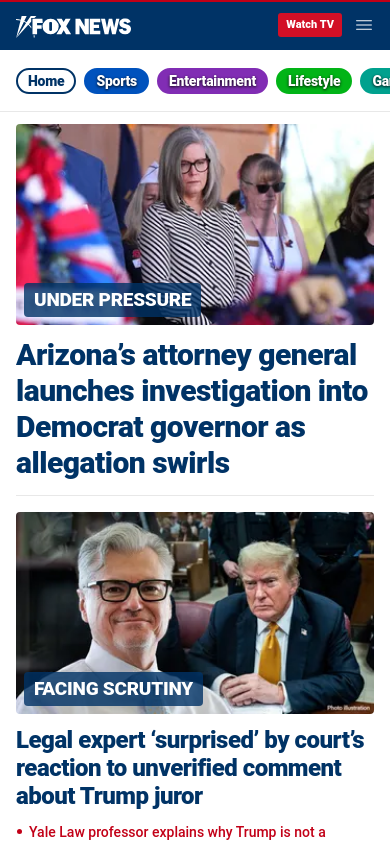 FOX NEWS
Watch TV
Home
Sports
Entertainment
Lifestyle
Ga
UNDER PRESSURE
Arizona’s attorney general
launches investigation into
Democrat governor as
allegation swirls
FACING SCRUTINY
Photo illustration
Legal expert ‘surprised’ by court’s
reaction to unverified comment
about Trump juror
• Yale Law professor explains why Trump is not a